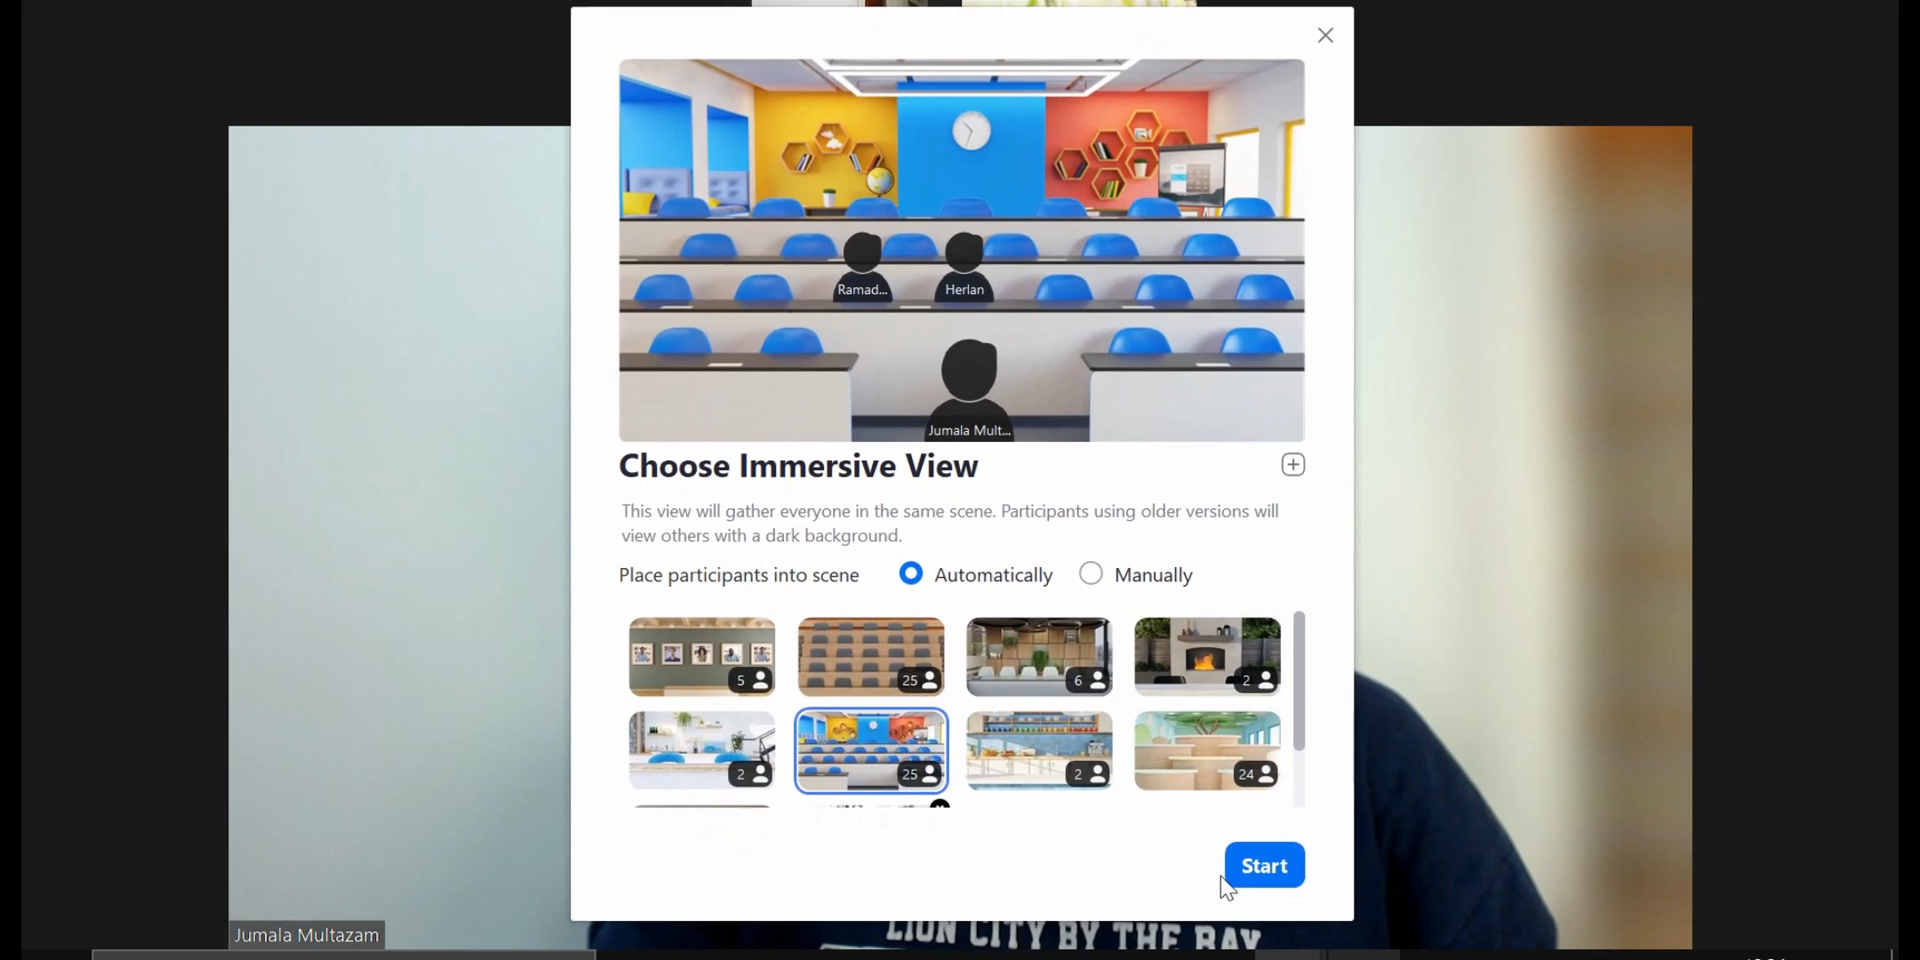 Ramad...
Herlan
Jumala Mult...
Choose Immersive View
This view will gather everyone in the same scene. Participants using older versions will
view others with a dark background.
Place participants into scene
Automatically
Manually
5
25
6
2
2
25
2
24
Start
Jumala Multazam
LION CITY BY THE BAY